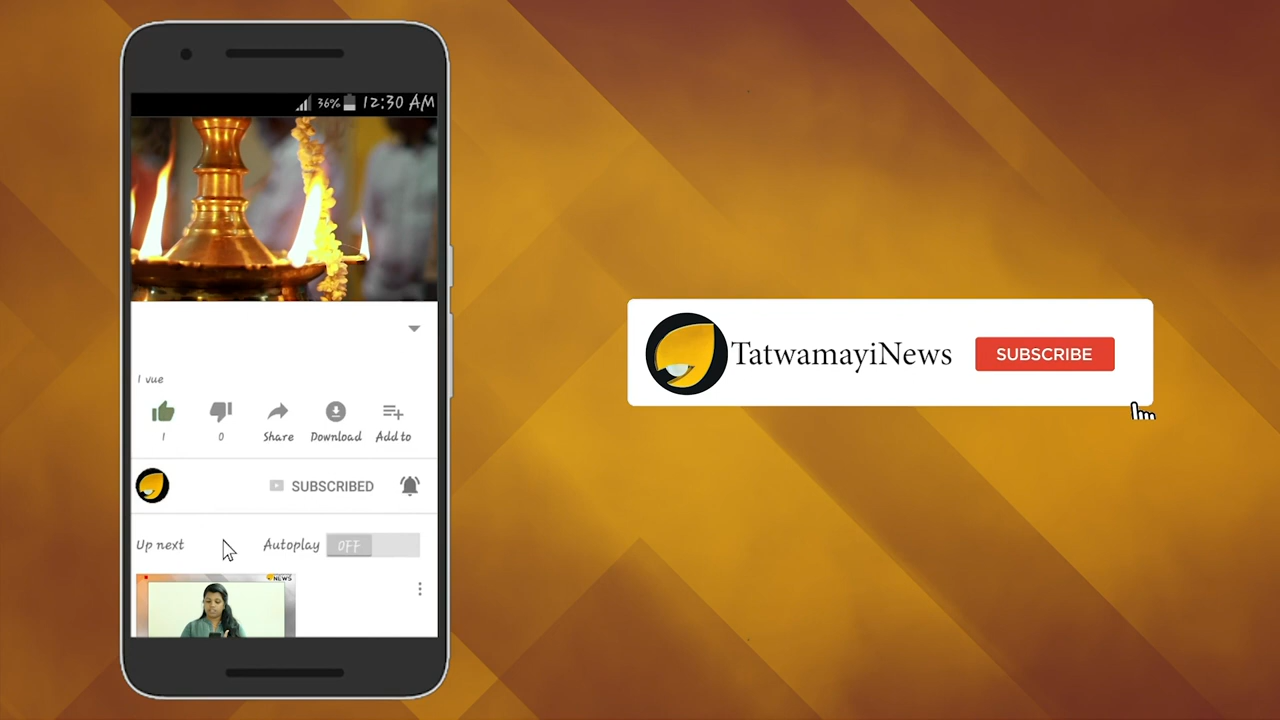 36% 12:30 AM
1 vue
1
0
Share
Download
Add to
SUBSCRIBED
Up next
Autoplay
OFF
NEWS
TatwamayiNews
SUBSCRIBE